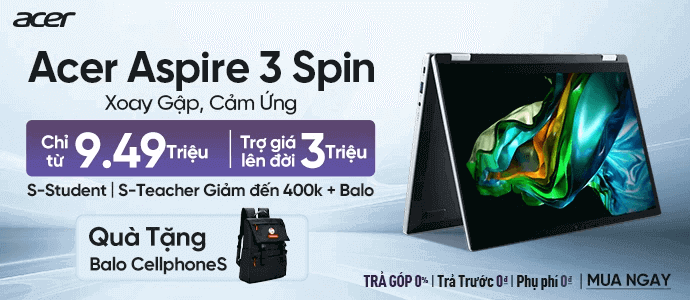 acer
Acer Aspire 3 Spin
Xoay Gập, Cảm Ứng
Chỉ từ 9.49 Triệu | Trợ giá lên đời 3 Triệu
S-Student | S-Teacher Giảm đến 400k + Balo
Quà Tặng
Balo CellphoneS
TRẢ GÓP 0% | Trả Trước 0đ | Phụ phí 0đ | MUA NGAY